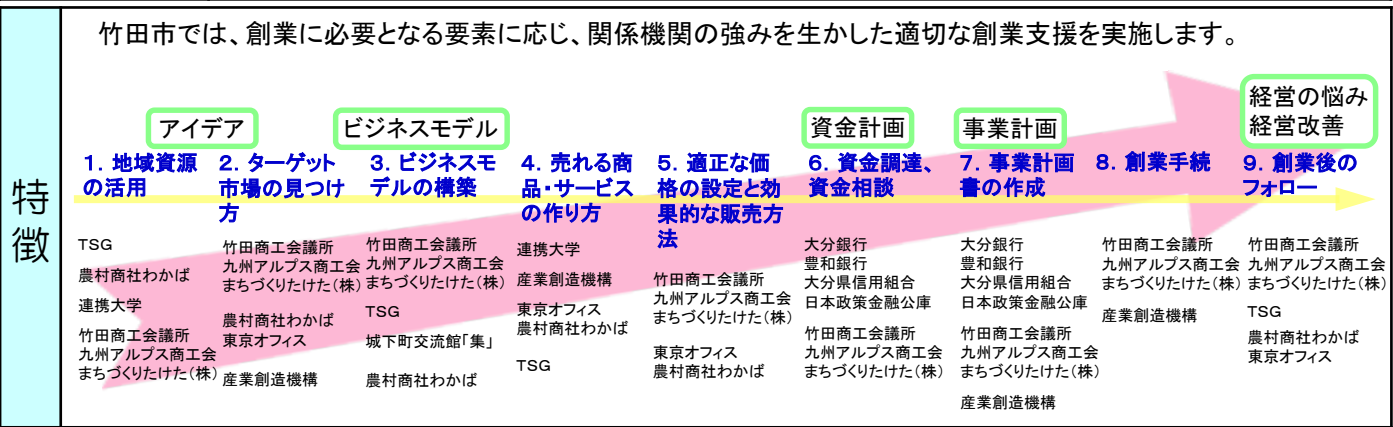 特徴
竹田市では、創業に必要となる要素に応じ、関係機関の強みを生かした適切な創業支援を実施します。
アイデア
ビジネスモデル
資金計画
事業計画
経営の悩み
経営改善
1．地域資源
の活用
TSG
農村商社わかば
連携大学
竹田商工会議所
九州アルプス商工会
まちづくりたけた（株）
2．ターゲット
市場の見つけ
方
竹田商工会議所
九州アルプス商工会
まちづくりたけた（株）
農村商社わかば
東京オフィス
産業創造機構
3．ビジネスモ
デルの構築
竹田商工会議所
九州アルプス商工会
まちづくりたけた（株）
TSG
城下町交流館「集」
農村商社わかば
4．売れる商
品・サービス
の作り方
連携大学
産業創造機構
東京オフィス
農村商社わかば
TSG
5．適正な価
格の設定と効
果的な販売方
法
竹田商工会議所
九州アルプス商工会
まちづくりたけた（株）
東京オフィス
農村商社わかば
6．資金調達、
資金相談
大分銀行
豊和銀行
大分県信用組合
日本政策金融公庫
竹田商工会議所
九州アルプス商工会
まちづくりたけた（株）
7．事業計画
書の作成
大分銀行
豊和銀行
大分県信用組合
日本政策金融公庫
竹田商工会議所
九州アルプス商工会
まちづくりたけた（株）
産業創造機構
8．創業手続
竹田商工会議所
九州アルプス商工会
まちづくりたけた（株）
産業創造機構
9．創業後の
フォロー
竹田商工会議所
九州アルプス商工会
まちづくりたけた（株）
TSG
農村商社わかば
東京オフィス